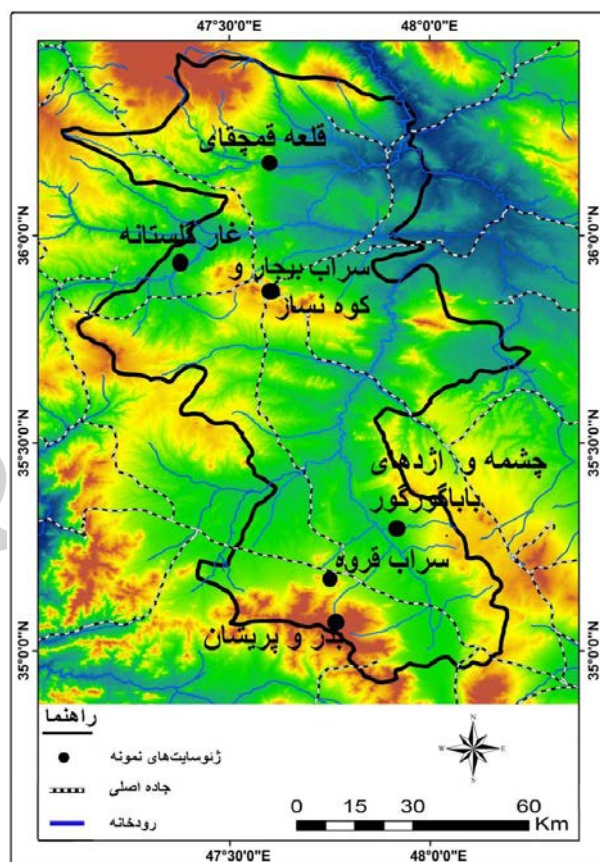 47°30'0"E 48°0'0"E
36°0'0"N
35°30'0"N
35°0'0"N
قلعه قمچقای
غار گلستانه
سراب بیجار و
کوه نساز
چشمه و اژدهای
باباگورگور
سراب قروه
بدر و پریشان
36°0'0"N
35°30'0"N
35°0'0"N
راهنما
ژئوسایت‌های نمونه
جاده اصلی
رودخانه
N
W E
S
0 15 30 60
Km
47°30'0"E 48°0'0"E